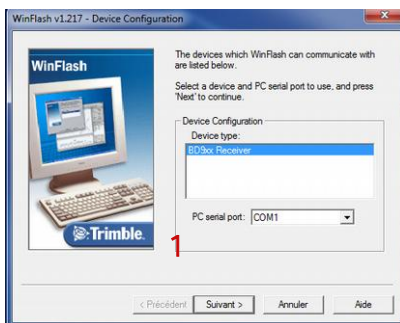 WinFlash v1.217 - Device Configuration
WinFlash
The devices which WinFlash can communicate with
are listed below.
Select a device and PC serial port to use, and press
'Next' to continue.
Device Configuration
Device type:
BD9xx Receiver
PC serial port: COM1
Trimble.
1
< Précédent Suivant > Annuler Aide